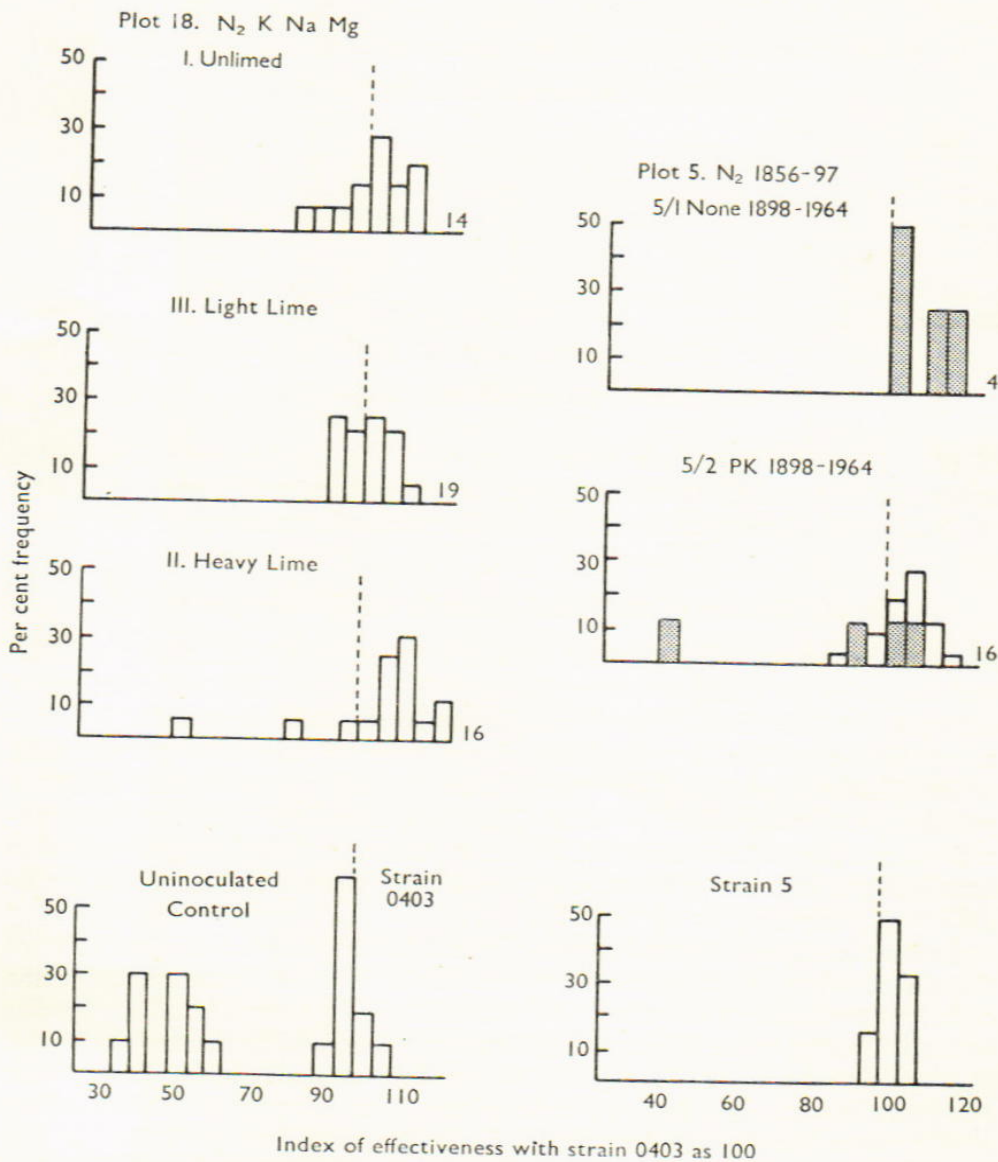 Plot 18. N₂ K Na Mg
I. Unlimed
50
30
10
14
III. Light Lime
50
30
10
19
II. Heavy Lime
50
30
10
16
Per cent frequency
Plot 5. N₂ 1856-97
5/1 None 1898-1964
50
30
10
4
5/2 PK 1898-1964
50
30
10
16
Uninoculated
Control
Strain
0403
50
30
10
30 50 70 90 110
Strain 5
50
30
10
40 60 80 100 120
Index of effectiveness with strain 0403 as 100